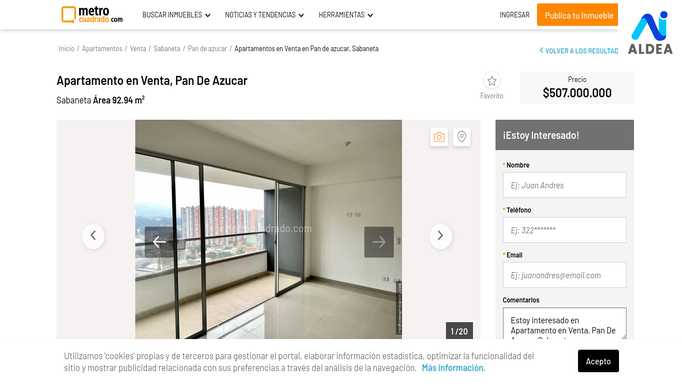 metro
cuadrado.com
BUSCAR INMUEBLES
NOTICIAS Y TENDENCIAS
HERRAMIENTAS
INGRESAR
Publica tu Inmueble
ALDEA
Inicio / Apartamentos / Venta / Sabaneta / Pan de azucar / Apartamentos en Venta en Pan de azucar, Sabaneta
VOLVER A LOS RESULTAD
Apartamento en Venta, Pan De Azucar
Sabaneta Área 92.94 m²
Favorito
Precio
$507.000.000
¡Estoy Interesado!
* Nombre
Ej: Juan Andres
* Teléfono
Ej: 322*******
* Email
Ej: juanandres@email.com
Comentarios
Estoy interesado en
Apartamento en Venta, Pan De
cuadrado.com
1 / 20
Utilizamos 'cookies' propias y de terceros para gestionar el portal, elaborar información estadística, optimizar la funcionalidad del
sitio y mostrar publicidad relacionada con sus preferencias a través del análisis de la navegación. Más información.
Acepto